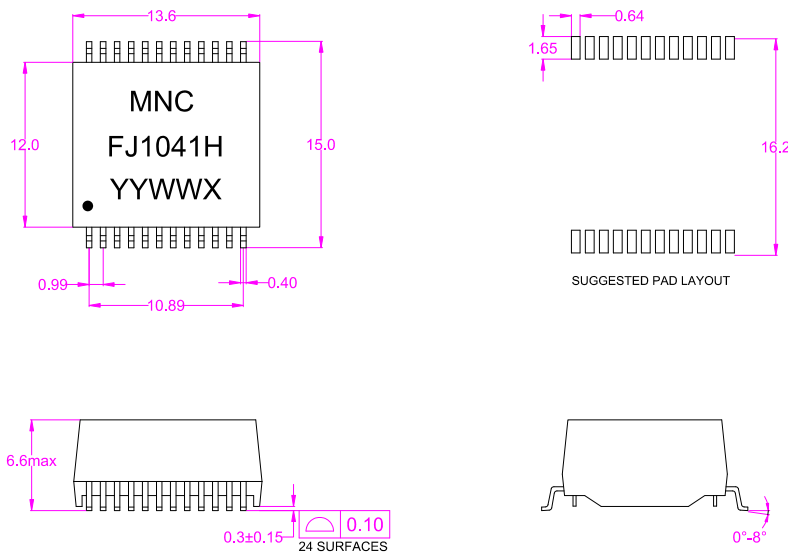 13.6
0.64
1.65
MNC
FJ1041H
YYWWX
12.0
15.0
16.2
0.99
0.40
10.89
SUGGESTED PAD LAYOUT
6.6max
0.3±0.15
0.10
24 SURFACES
0°-8°